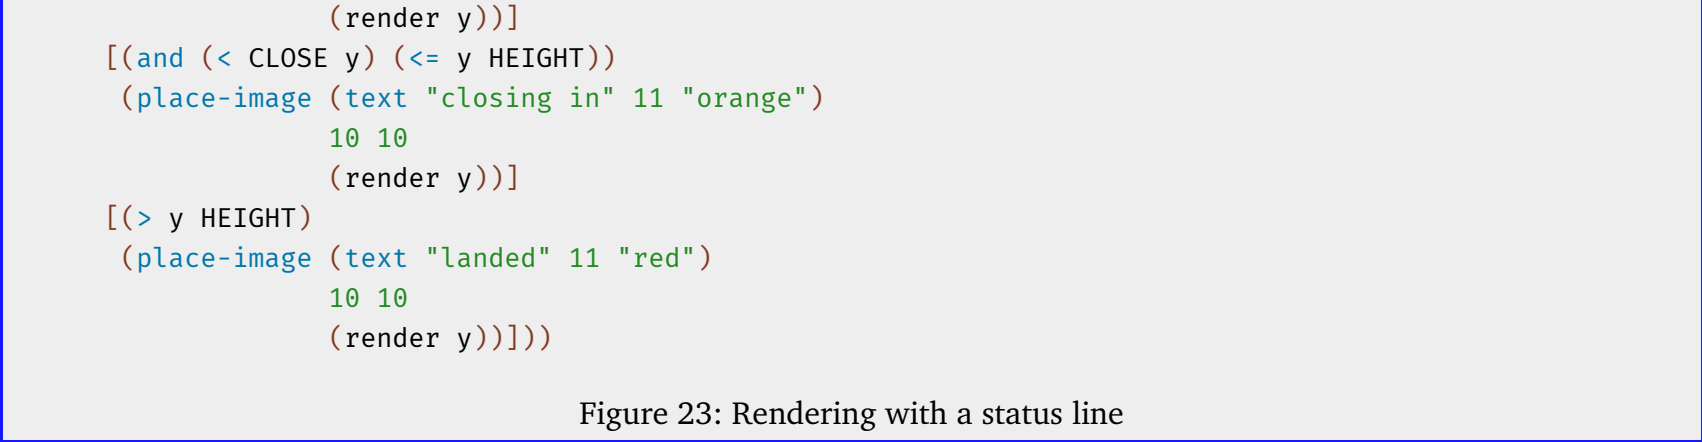 (render y))]
[(and (< CLOSE y) (<= y HEIGHT))
(place-image (text "closing in" 11 "orange")
10 10
(render y))]
[(> y HEIGHT)
(place-image (text "landed" 11 "red")
10 10
(render y))]))
Figure 23: Rendering with a status line